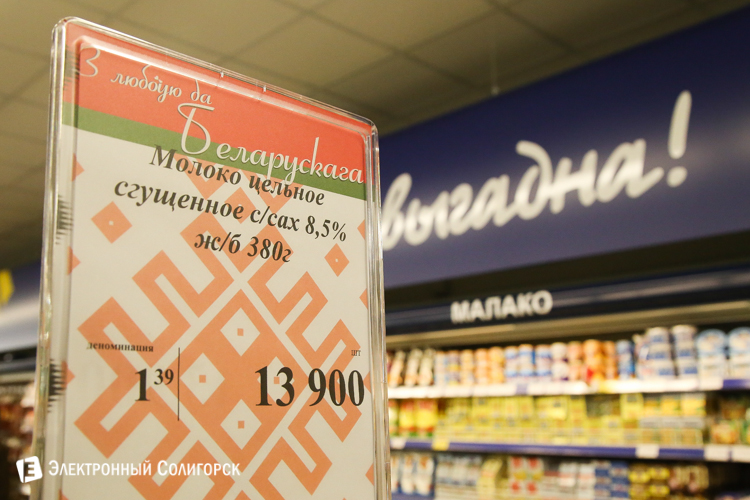 З любоўю да
Беларускага
Молоко цельное
сгущенное с/сах 8,5%
ж/б 380г
деноминация
1 39
шт
13 900
выгадна!
МАЛАКО
Электронный Солигорск